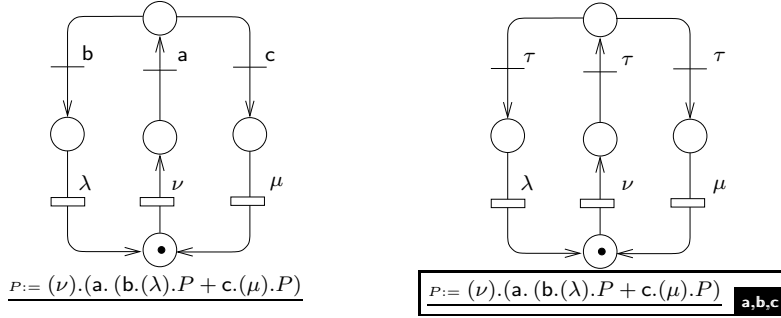 b a c
λ ν μ
P:= (ν).(a. (b.(λ).P + c.(μ).P)
τ τ τ
λ ν μ
P:= (ν).(a. (b.(λ).P + c.(μ).P)
a,b,c